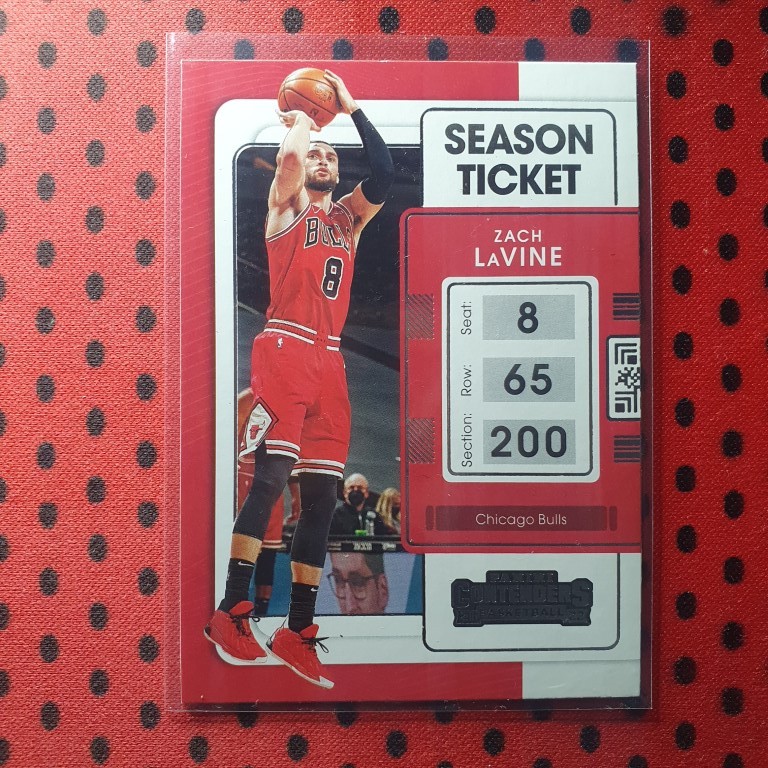 SEASON
TICKET
ZACH
LAVINE
BULLS
8
Seat: 8
Row: 65
Section: 200
Chicago Bulls
CONTENDERS
BASKETBALL